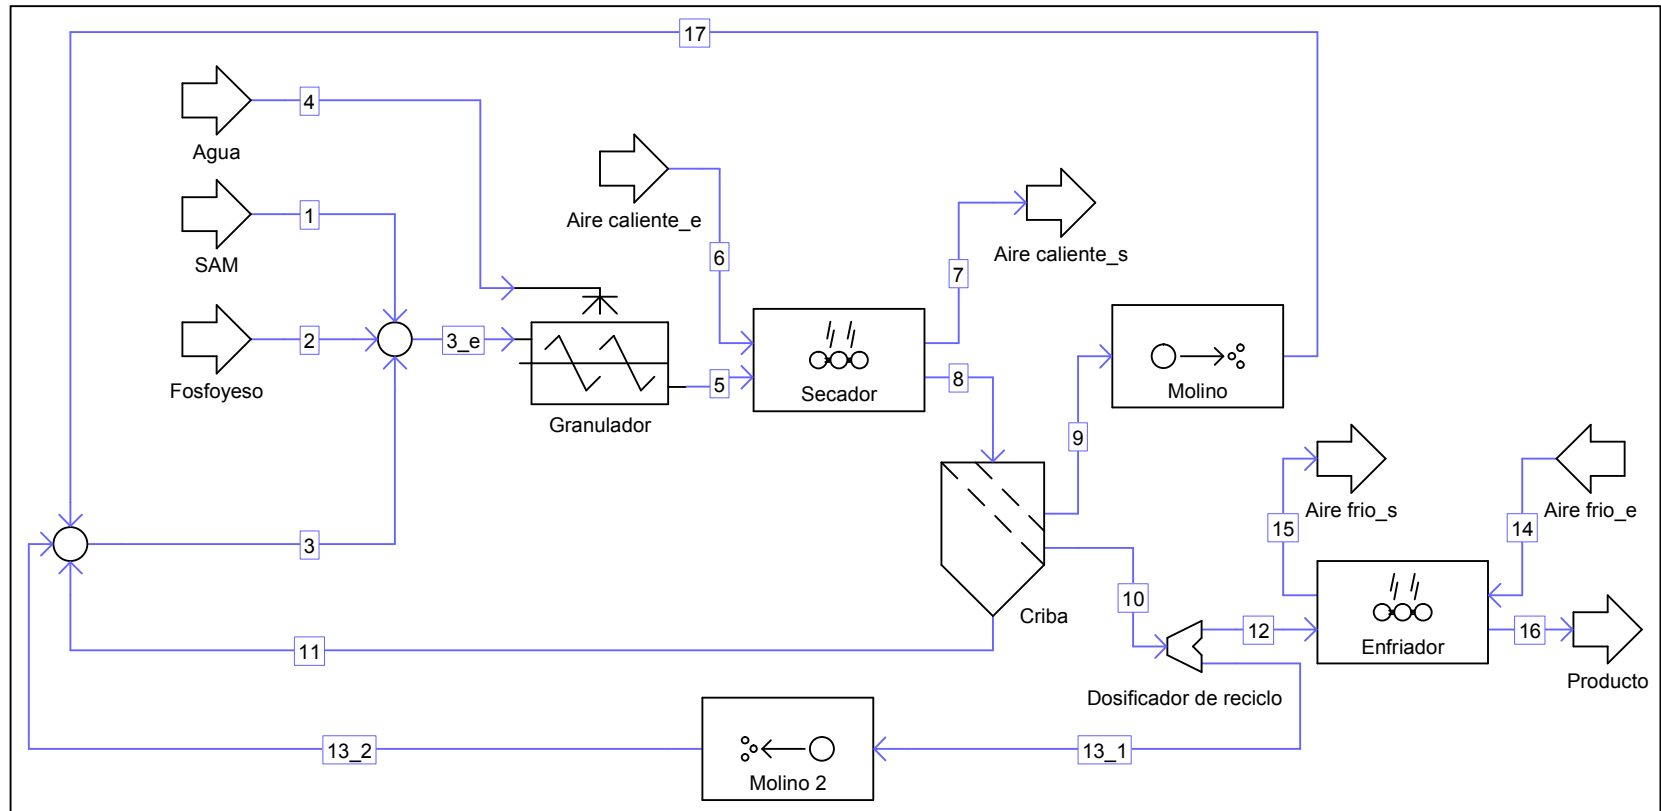 17
4
Agua
Aire caliente_e
1
SAM
6
7
Aire caliente_s
2
Fosfoyeso
3_e
Granulador
5
Secador
8
Molino
9
Aire frio_s
Aire frio_e
15
14
3
Criba
10
12
Enfriador
16
Producto
11
Dosificador de reciclo
13_2
Molino 2
13_1